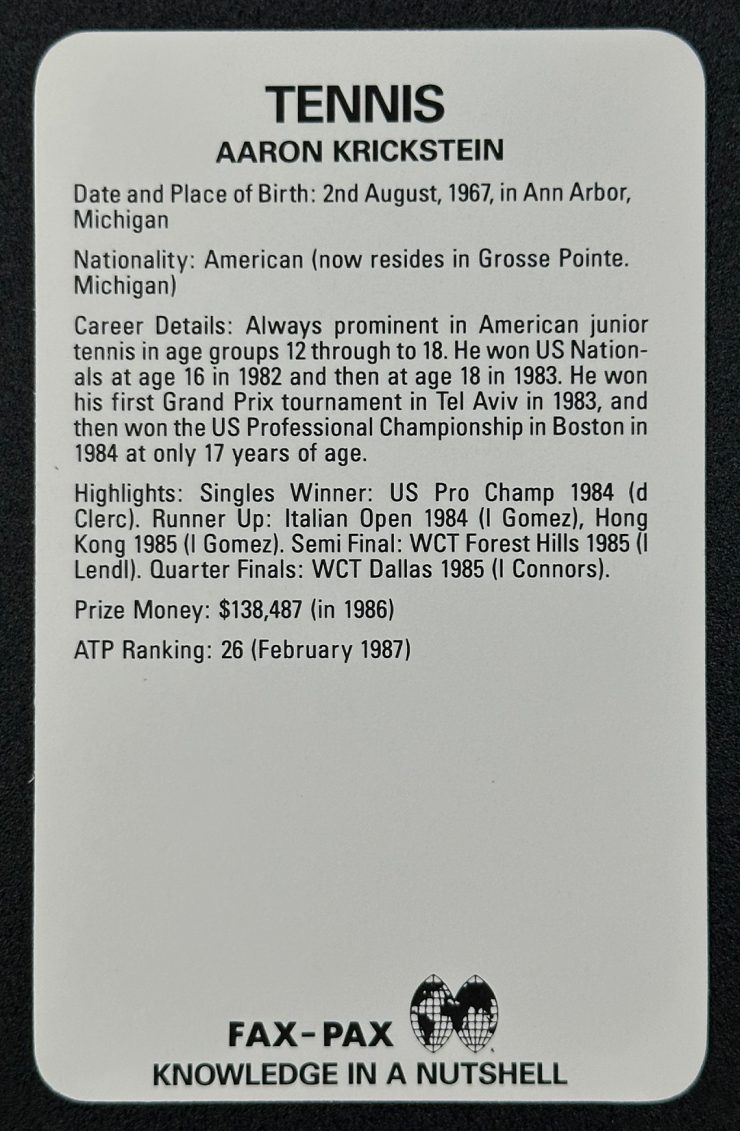 TENNIS
AARON KRICKSTEIN
Date and Place of Birth: 2nd August, 1967, in Ann Arbor,
Michigan
Nationality: American (now resides in Grosse Pointe.
Michigan)
Career Details: Always prominent in American junior
tennis in age groups 12 through to 18. He won US Nation-
als at age 16 in 1982 and then at age 18 in 1983. He won
his first Grand Prix tournament in Tel Aviv in 1983, and
then won the US Professional Championship in Boston in
1984 at only 17 years of age.
Highlights: Singles Winner: US Pro Champ 1984 (d
Clerc). Runner Up: Italian Open 1984 (l Gomez), Hong
Kong 1985 (l Gomez). Semi Final: WCT Forest Hills 1985 (l
Lendl). Quarter Finals: WCT Dallas 1985 (l Connors).
Prize Money: $138,487 (in 1986)
ATP Ranking: 26 (February 1987)
FAX-PAX
KNOWLEDGE IN A NUTSHELL